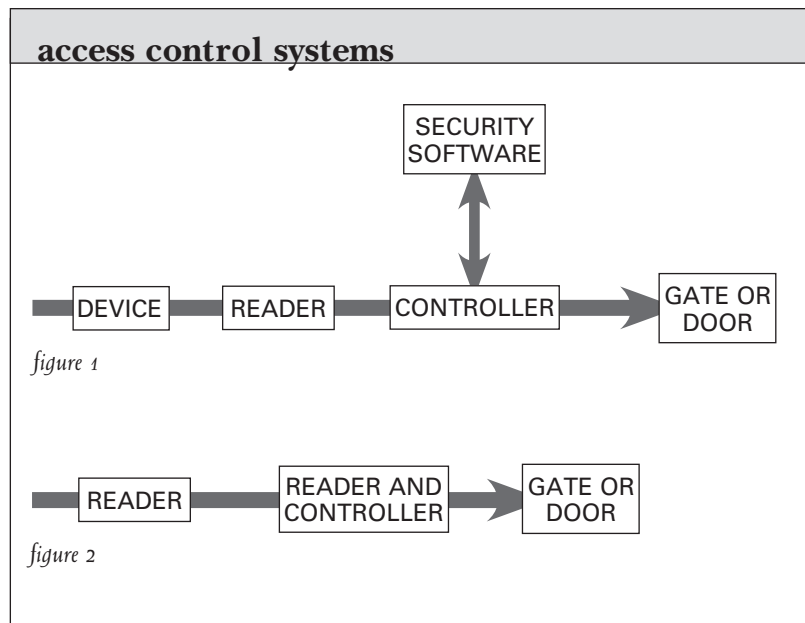 access control systems
SECURITY
SOFTWARE
DEVICE
READER
CONTROLLER
GATE OR
DOOR
figure 1
READER
READER AND
CONTROLLER
GATE OR
DOOR
figure 2